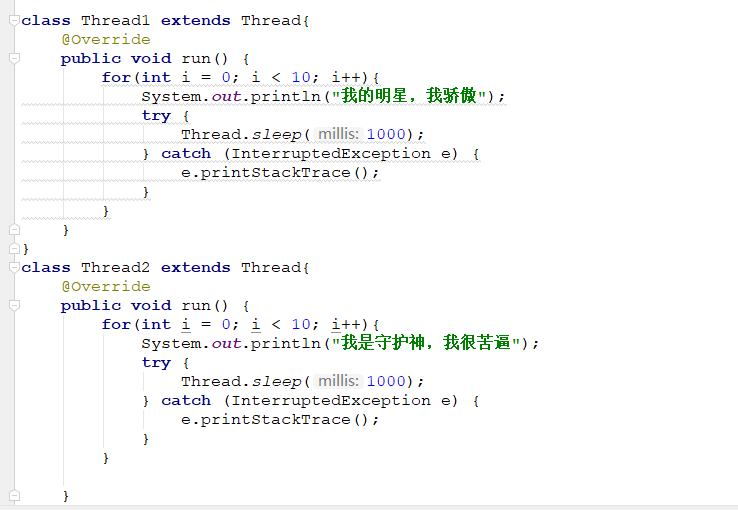 class Thread1 extends Thread{
@Override
public void run() {
for(int i = 0; i < 10; i++){
System.out.println("我的明星，我骄傲");
try {
Thread.sleep( millis: 1000);
} catch (InterruptedException e) {
e.printStackTrace();
}
}
}
}
class Thread2 extends Thread{
@Override
public void run() {
for(int i = 0; i < 10; i++){
System.out.println("我是守护神，我很苦逼");
try {
Thread.sleep( millis: 1000);
} catch (InterruptedException e) {
e.printStackTrace();
}
}
}